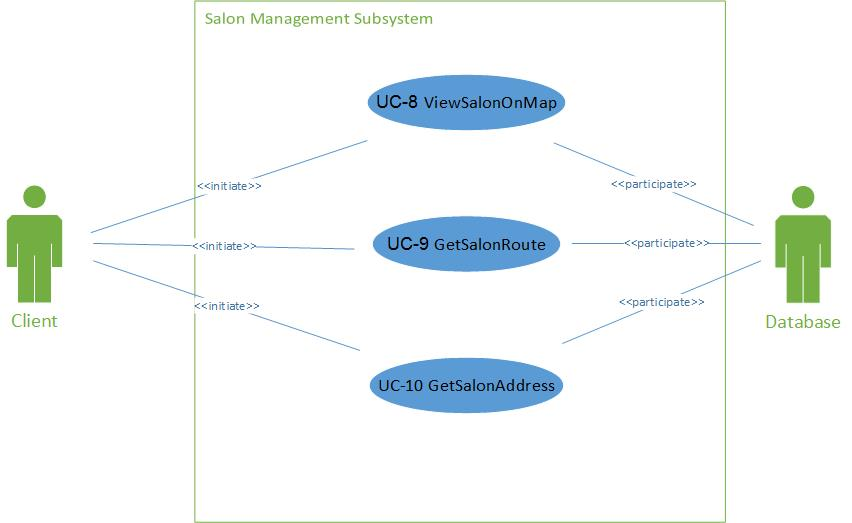 Salon Management Subsystem
UC-8 ViewSalonOnMap
<<initiate>>
<<participate>>
UC-9 GetSalonRoute
<<initiate>>
<<participate>>
<<initiate>>
<<participate>>
Client
Database
UC-10 GetSalonAddress